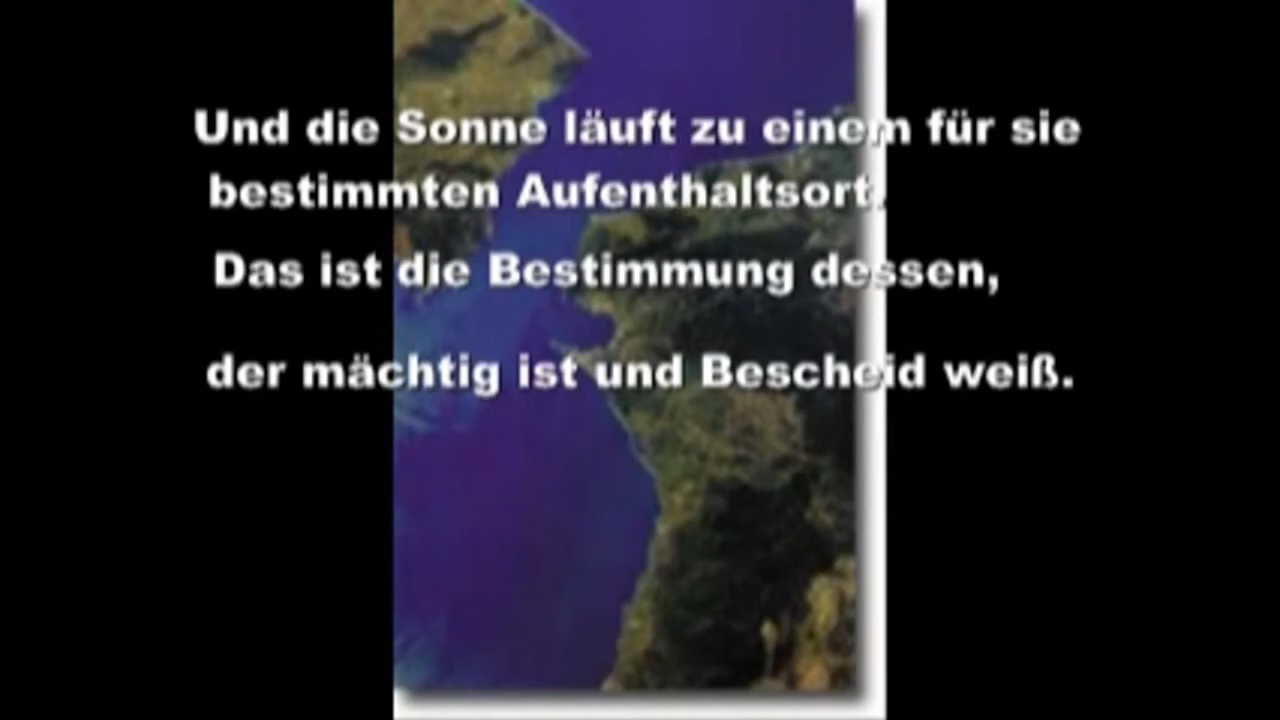 Und die Sonne läuft zu einem für sie
bestimmten Aufenthaltsort.
Das ist die Bestimmung dessen,
der mächtig ist und Bescheid weiß.